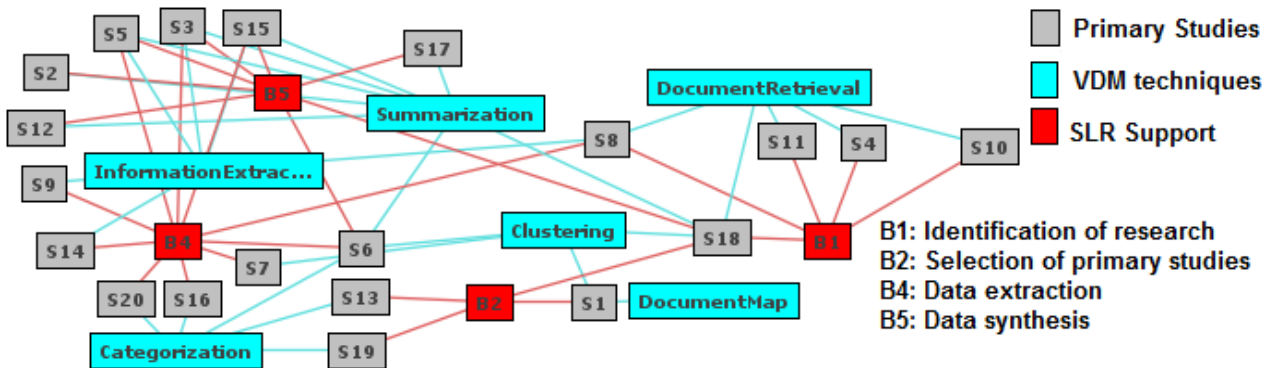 S5
S3
S15
S17
S2
B5
DocumentRetrieval
Summarization
S12
S8
S11
S4
S10
InformationExtrac...
S9
S14
B4
S6
Clustering
S18
B1
S7
S20
S16
S13
B2
S1
DocumentMap
Categorization
S19
Primary Studies
VDM techniques
SLR Support
B1: Identification of research
B2: Selection of primary studies
B4: Data extraction
B5: Data synthesis